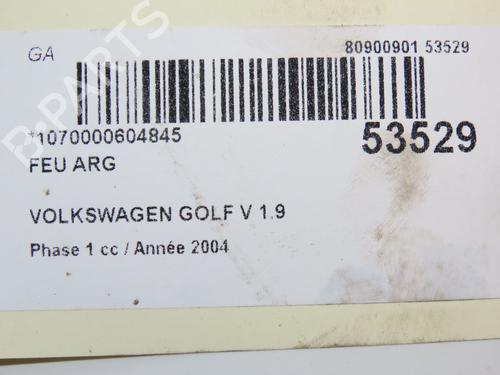 GA
80900901 53529
*1070000604845
53529
FEU ARG
VOLKSWAGEN GOLF V 1.9
Phase 1 cc / Année 2004
B-PARTS